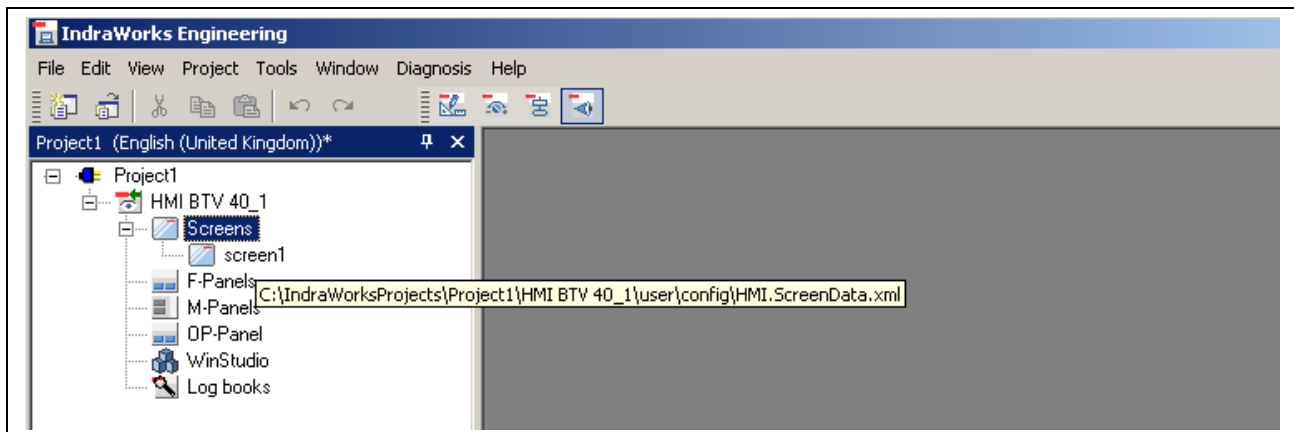 IndraWorks Engineering
File Edit View Project Tools Window Diagnosis Help
Project1 (English (United Kingdom))*
Project1
HMI BTV 40_1
Screens
screen1
F-Panels
C:\IndraWorksProjects\Project1\HMI BTV 40_1\user\config\HMI.ScreenData.xml
M-Panels
OP-Panel
WinStudio
Log books